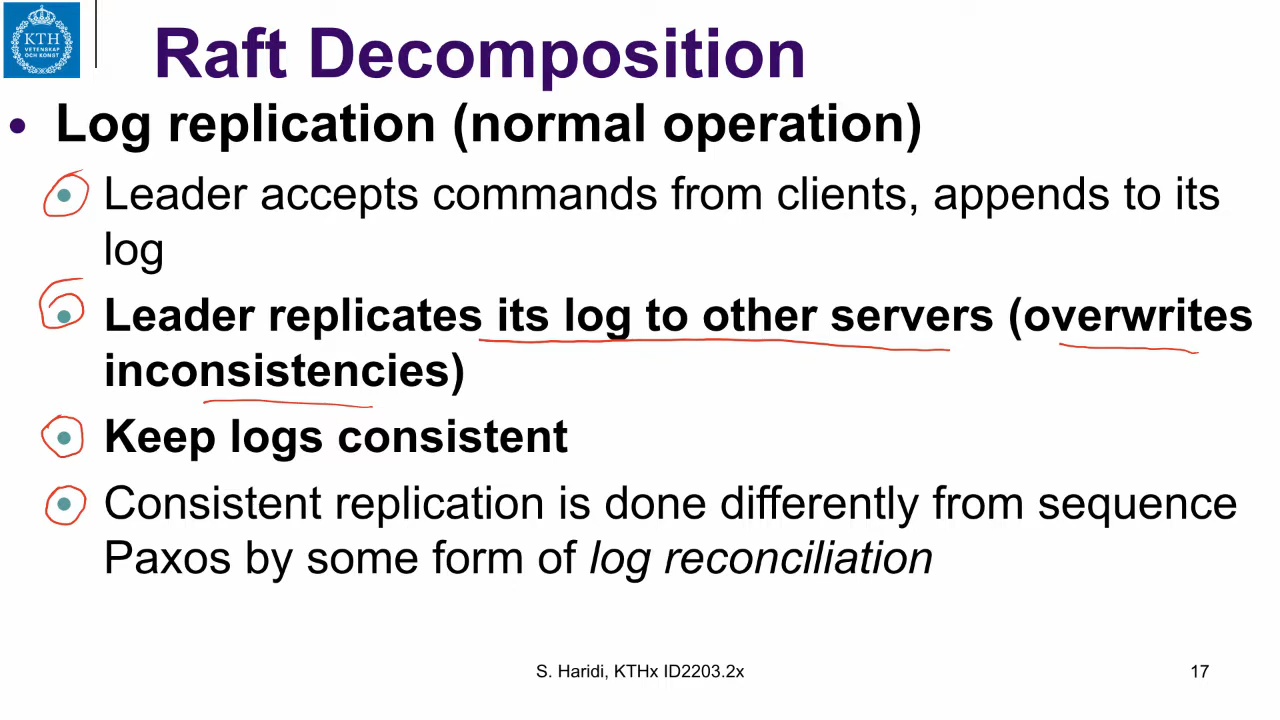 KTH
VETENSKAP
OCH KONST
Raft Decomposition
• Log replication (normal operation)
• Leader accepts commands from clients, appends to its
log
• Leader replicates its log to other servers (overwrites
inconsistencies)
• Keep logs consistent
• Consistent replication is done differently from sequence
Paxos by some form of log reconciliation
S. Haridi, KTHx ID2203.2x
17